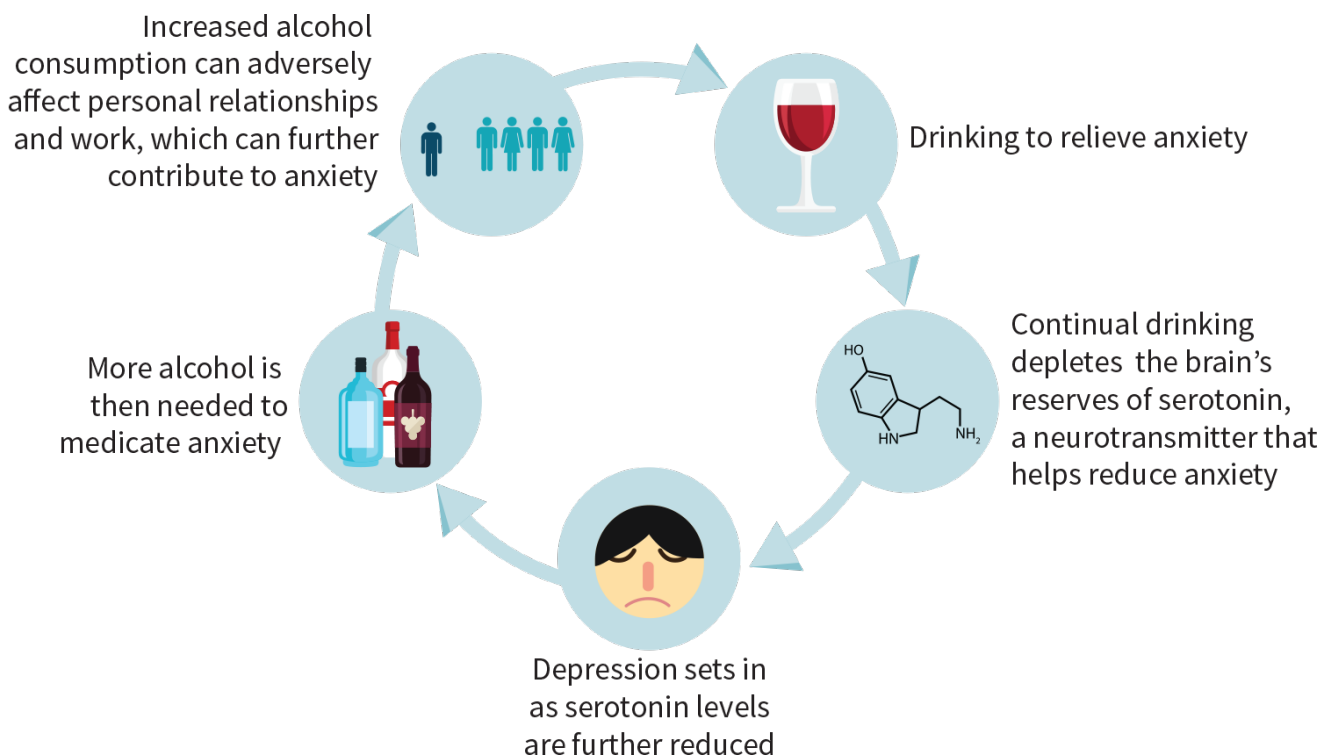 Increased alcohol
consumption can adversely
affect personal relationships
and work, which can further
contribute to anxiety
Drinking to relieve anxiety
Continual drinking
depletes the brain's
reserves of serotonin,
a neurotransmitter that
helps reduce anxiety
HO
HN
NH₂
Depression sets in
as serotonin levels
are further reduced
More alcohol is
then needed to
medicate anxiety